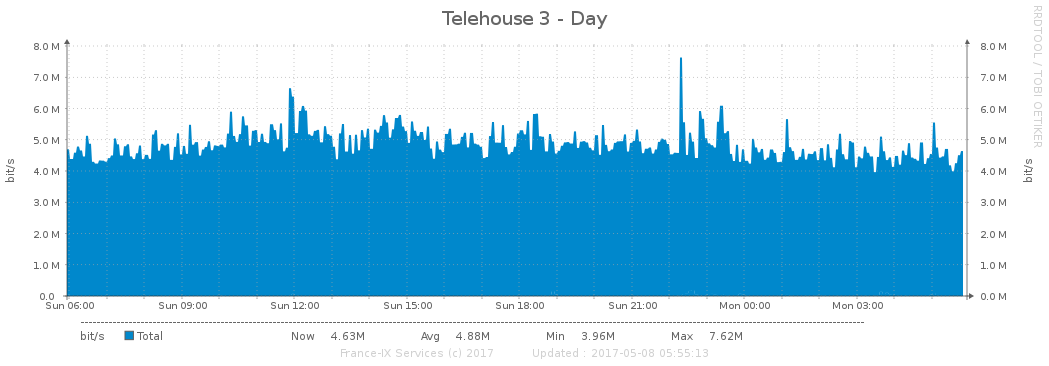 Telehouse 3 - Day
RRDTOOL / TOBI OETIKER
bit/s
8.0 M
7.0 M
6.0 M
5.0 M
4.0 M
3.0 M
2.0 M
1.0 M
0.0
8.0 M
7.0 M
6.0 M
5.0 M
4.0 M
3.0 M
2.0 M
1.0 M
0.0 M
bit/s
Sun 06:00 Sun 09:00 Sun 12:00 Sun 15:00 Sun 18:00 Sun 21:00 Mon 00:00 Mon 03:00
bit/s Total Now 4.63M Avg 4.88M Min 3.96M Max 7.62M
France-IX Services (c) 2017 Updated : 2017-05-08 05:55:13